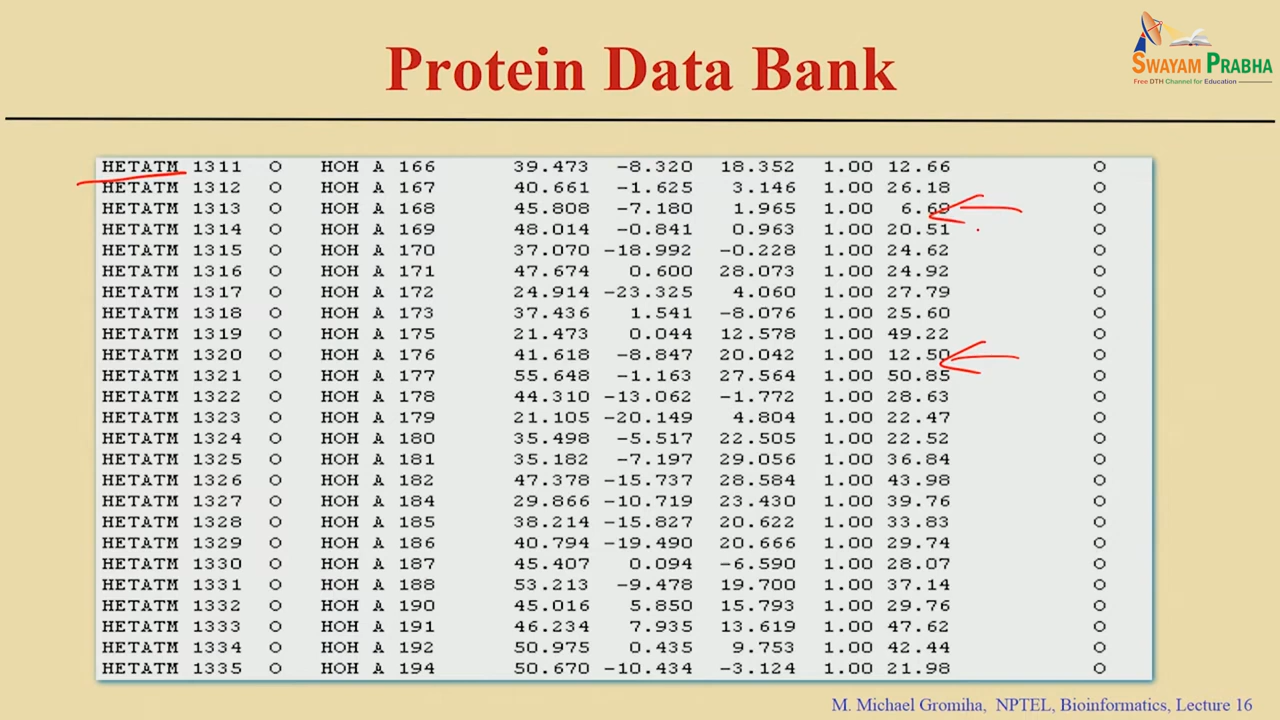 Protein Data Bank
SWAYAM PRABHA
Free DTH Channel for Education
HETATM 1311 O HOH A 166 39.473 -8.320 18.352 1.00 12.66 O
HETATM 1312 O HOH A 167 40.661 -1.625 3.146 1.00 26.18 O
HETATM 1313 O HOH A 168 45.808 -7.180 1.965 1.00 6.69 O
HETATM 1314 O HOH A 169 48.014 -0.841 0.963 1.00 20.51 O
HETATM 1315 O HOH A 170 37.070 -18.992 -0.228 1.00 24.62 O
HETATM 1316 O HOH A 171 47.674 0.600 28.073 1.00 24.92 O
HETATM 1317 O HOH A 172 24.914 -23.325 4.060 1.00 27.79 O
HETATM 1318 O HOH A 173 37.436 1.541 -8.076 1.00 25.60 O
HETATM 1319 O HOH A 175 21.473 0.044 12.578 1.00 49.22 O
HETATM 1320 O HOH A 176 41.618 -8.847 20.042 1.00 12.50 O
HETATM 1321 O HOH A 177 55.648 -1.163 27.564 1.00 50.85 O
HETATM 1322 O HOH A 178 44.310 -13.062 -1.772 1.00 28.63 O
HETATM 1323 O HOH A 179 21.105 -20.149 4.804 1.00 22.47 O
HETATM 1324 O HOH A 180 35.498 -5.517 22.505 1.00 22.52 O
HETATM 1325 O HOH A 181 35.182 -7.197 29.056 1.00 36.84 O
HETATM 1326 O HOH A 182 47.378 -15.737 28.584 1.00 43.98 O
HETATM 1327 O HOH A 184 29.866 -10.719 23.430 1.00 39.76 O
HETATM 1328 O HOH A 185 38.214 -15.827 20.622 1.00 33.83 O
HETATM 1329 O HOH A 186 40.794 -19.490 20.666 1.00 29.74 O
HETATM 1330 O HOH A 187 45.407 0.094 -6.590 1.00 28.07 O
HETATM 1331 O HOH A 188 53.213 -9.478 19.700 1.00 37.14 O
HETATM 1332 O HOH A 190 45.016 5.850 15.793 1.00 29.76 O
HETATM 1333 O HOH A 191 46.234 7.935 13.619 1.00 47.62 O
HETATM 1334 O HOH A 192 50.975 0.435 9.753 1.00 42.44 O
HETATM 1335 O HOH A 194 50.670 -10.434 -3.124 1.00 21.98 O
M. Michael Gromiha, NPTEL, Bioinformatics, Lecture 16